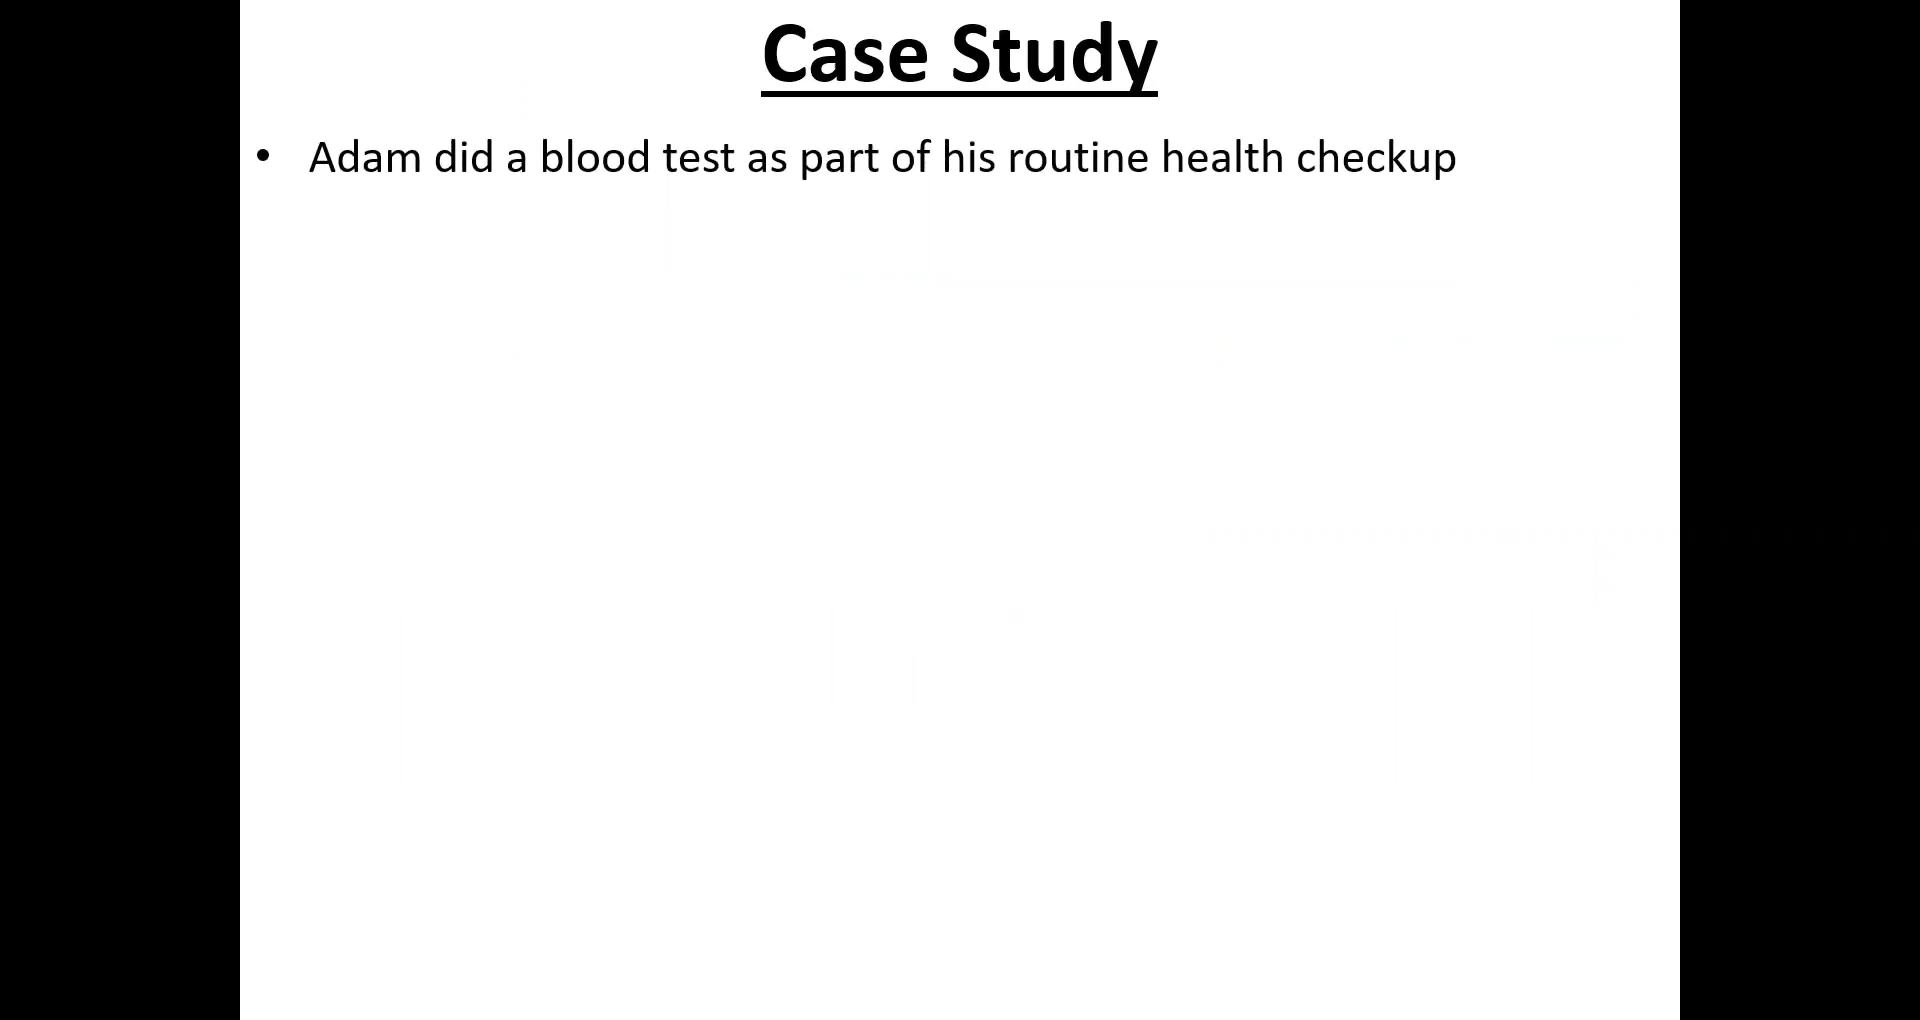 Case Study
• Adam did a blood test as part of his routine health checkup